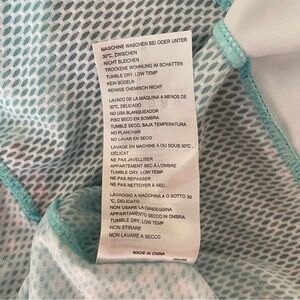 MASCHINE WASCHEN BEI ODER UNTER
30°C, ZWISCHEN
NICHT BLEICHEN
TROCKENE WOHNUNG IM SCHATTEN
TUMBLE DRY, LOW TEMP
KEIN BÜGELN
REINIGE CHEMISCH NICHT
LAVADO DE LA MÁQUINA A MENOS DE
30°C, DELICADO
NO USA BLANQUEADOR
PISO SECO EN SOMBRA
TUMBLE SECO, BAJA TEMPERATURA
NO PLANCHAR
NO LAVAR EN SECO
LAVAGE EN MACHINE À OU SOUS 30°C,
DÉLICAT
NE PAS JAVELLISER
APPARTEMENT SEC À L'OMBRE
TUMBLE DRY, LOW TEMP
NE PAS REPASSER
NE PAS NETTOYER À SEC
LAVAGGIO A MACCHINA O SOTTO 30
°C, DELICATO
NON USARE LA CANDEGGINA
APPARTAMENTO SECCO IN OMBRA
TUMBLE DRY, LOW TEMP
NON STIRARE
NON LAVARE A SECCO
MADE IN CHINA